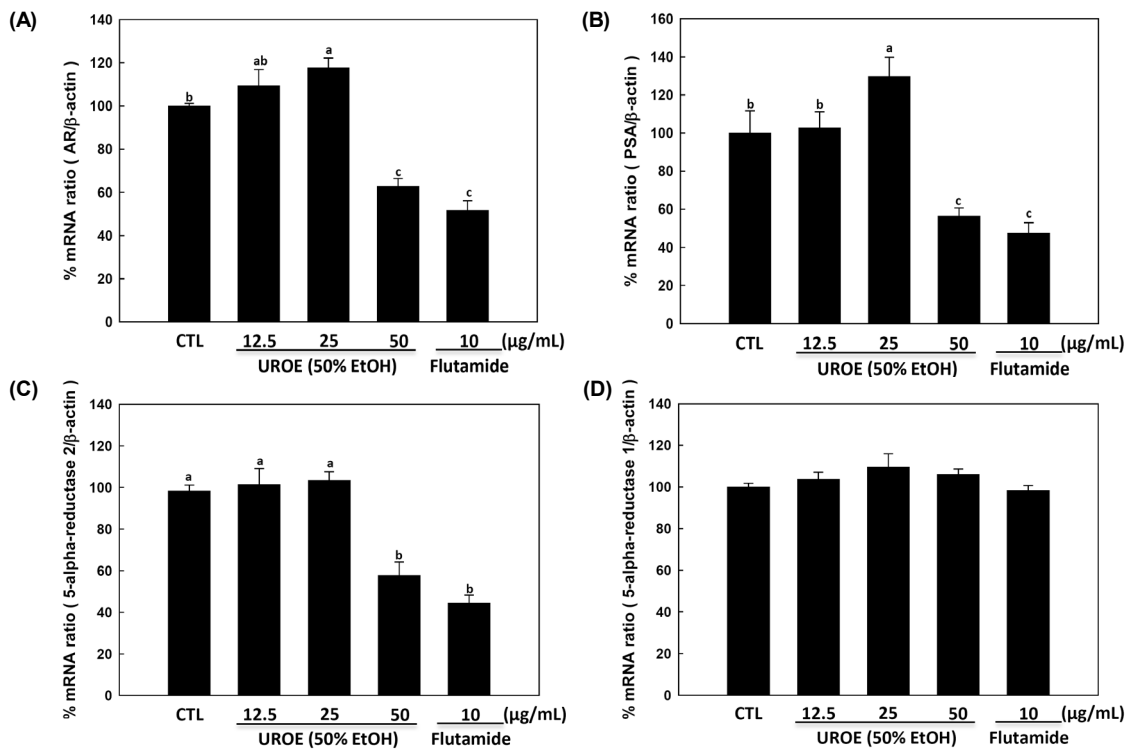 (A)
% mRNA ratio ( AR/β-actin )
140
120
100
80
60
40
20
0
b
ab
a
c
c
CTL 12.5 25 50 10 (μg/mL)
UROE (50% EtOH) Flutamide
(B)
% mRNA ratio ( PSA/β-actin )
160
140
120
100
80
60
40
20
0
b
b
a
c
c
CTL 12.5 25 50 10 (μg/mL)
UROE (50% EtOH) Flutamide
(C)
% mRNA ratio ( 5-alpha-reductase 2/β-actin )
140
120
100
80
60
40
20
0
a
a
a
b
b
CTL 12.5 25 50 10 (μg/mL)
UROE (50% EtOH) Flutamide
(D)
% mRNA ratio ( 5-alpha-reductase 1/β-actin )
140
120
100
80
60
40
20
0
CTL 12.5 25 50 10 (μg/mL)
UROE (50% EtOH) Flutamide